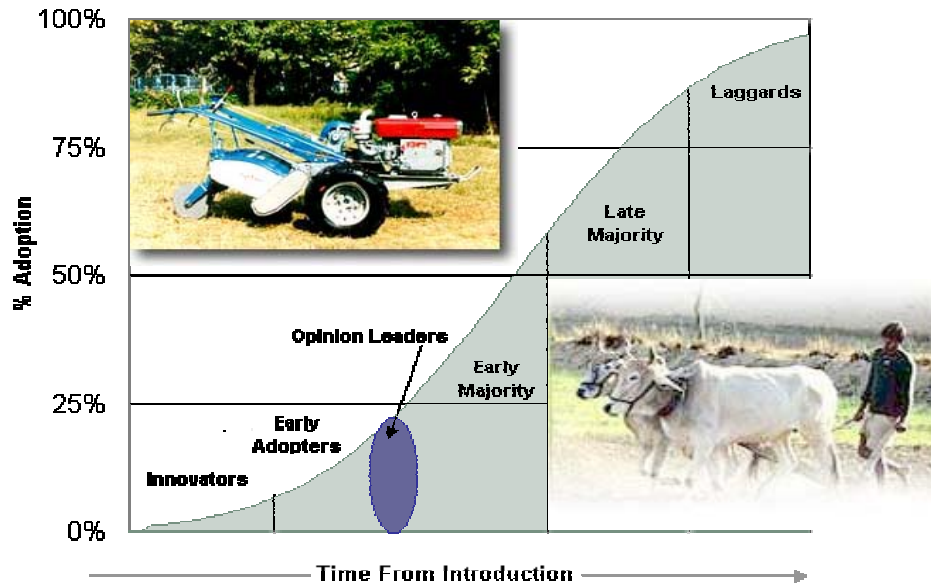 100%
Laggards
75%
Late
Majority
% Adoption
50%
Opinion Leaders
Early
Majority
25%
Early
Adopters
Innovators
0%
Time From Introduction